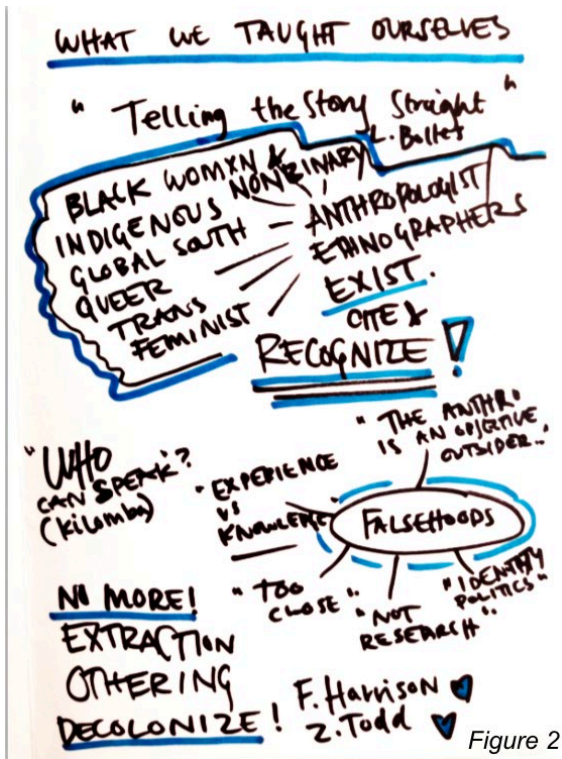 WHAT WE TAUGHT OURSELVES
"Telling the Story Straight"
L. Bolles
BLACK WOMXN &
NONBINARY
INDIGENOUS
GLOBAL SOUTH
QUEER
TRANS
FEMINIST
ANTHROPOLOGIST
ETHNOGRAPHERS
EXIST.
CITE &
RECOGNIZE!
"WHO
CAN SPEAK"?
(Kilomba)
"THE ANTHRO
IS AN OBJECTIVE
OUTSIDER.."
"EXPERIENCE
VS
KNOWLEDGE"
FALSEHOODS
"TOO
CLOSE"
"NOT
RESEARCH"
"IDENTITY
POLITICS"
NO MORE!
EXTRACTION
OTHERING
DECOLONIZE!
F. Harrison
Z. Todd
Figure 2